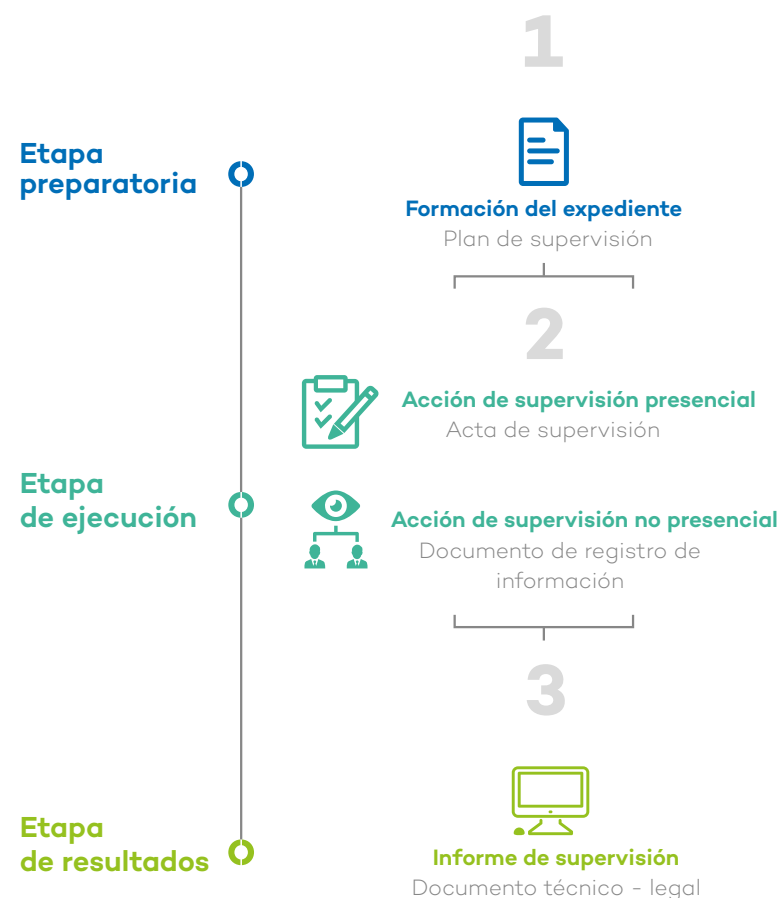 1
Etapa
preparatoria
Formación del expediente
Plan de supervisión
2
Acción de supervisión presencial
Acta de supervisión
Etapa
de ejecución
Acción de supervisión no presencial
Documento de registro de
información
3
Etapa
de resultados
Informe de supervisión
Documento técnico - legal